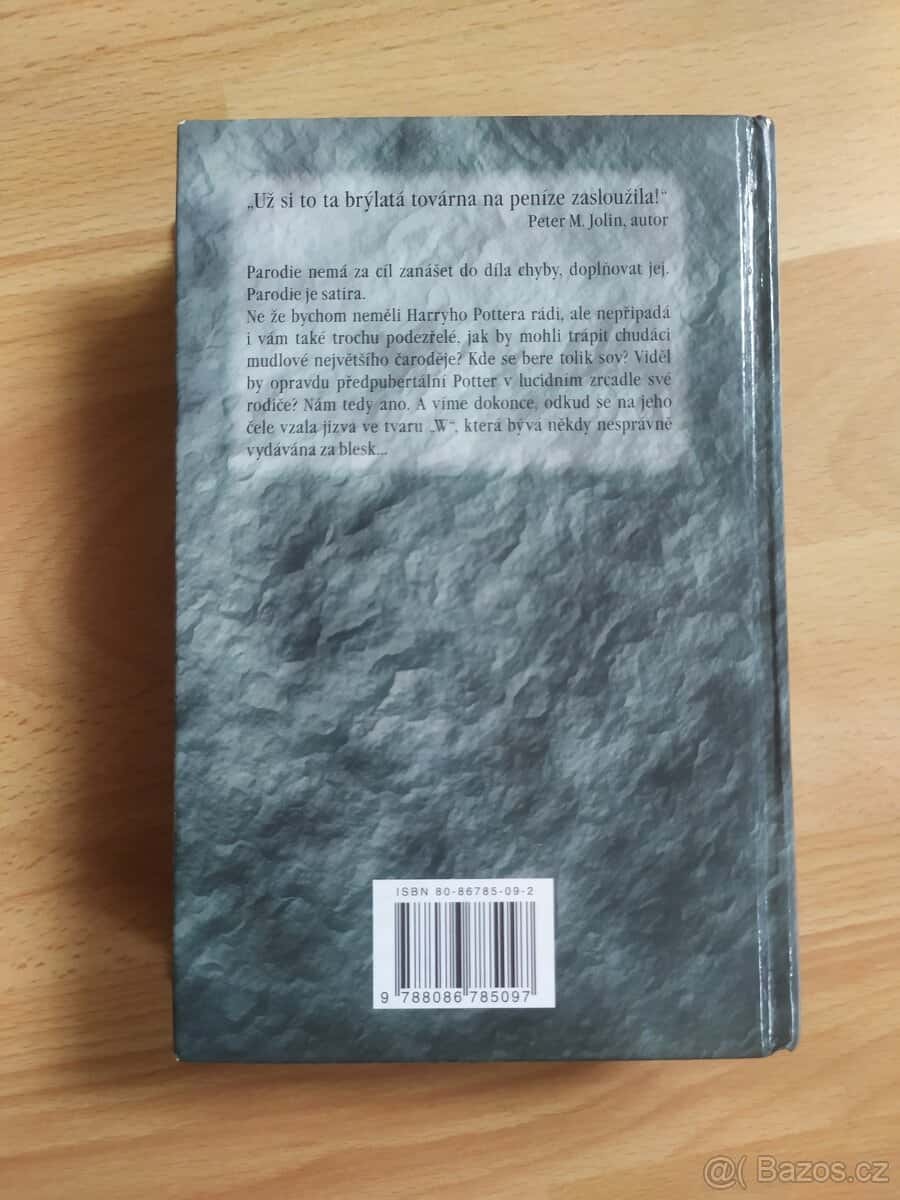 „Už si to ta brýlatá továrna na peníze zasloužila!“
Peter M. Jolin, autor
Parodie nemá za cíl zanášet do díla chyby, doplňovat jej.
Parodie je satira.
Ne že bychom neměli Harryho Pottera rádi, ale nepřipadá
i vám také trochu podezřelé, jak by mohli trápit chudáci
mudlové největšího čaroděje? Kde se bere tolik sov? Viděl
by opravdu předpubertální Potter v lucidním zrcadle své
rodiče? Nám tedy ano. A víme dokonce, odkud se na jeho
čele vzala jizva ve tvaru „W“, která bývá někdy nesprávně
vydávána za blesk...
ISBN 80-86785-09-2
9 788086 785097
@( Bazos.cz